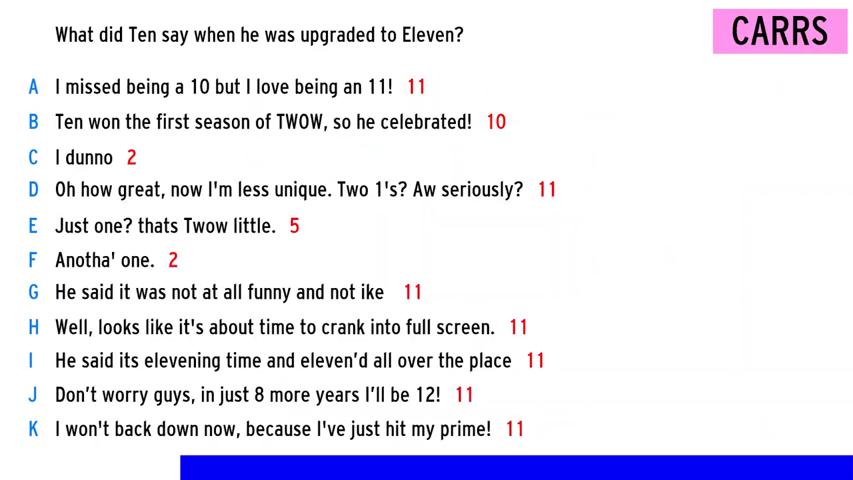 What did Ten say when he was upgraded to Eleven?
CARRS
A I missed being a 10 but I love being an 11! 11
B Ten won the first season of TWOW, so he celebrated! 10
C I dunno 2
D Oh how great, now I'm less unique. Two 1's? Aw seriously? 11
E Just one? thats Twow little. 5
F Anotha' one. 2
G He said it was not at all funny and not ike 11
H Well, looks like it's about time to crank into full screen. 11
I He said its elevening time and eleven’d all over the place 11
J Don’t worry guys, in just 8 more years I’ll be 12! 11
K I won't back down now, because I've just hit my prime! 11